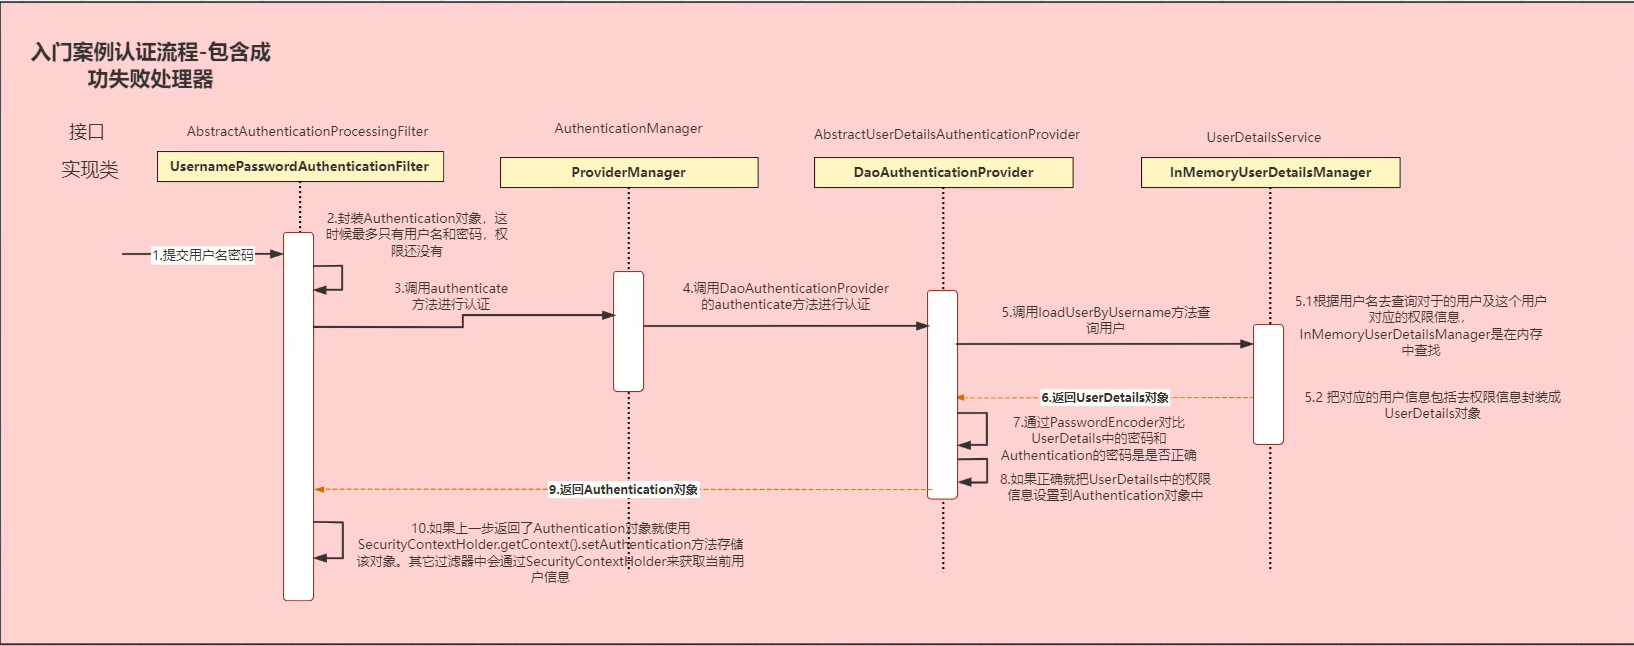 入门案例认证流程-包含成
功失败处理器
接口
AbstractAuthenticationProcessingFilter
AuthenticationManager
AbstractUserDetailsAuthenticationProvider
UserDetailsService
实现类
UsernamePasswordAuthenticationFilter
ProviderManager
DaoAuthenticationProvider
InMemoryUserDetailsManager
1.提交用户名密码
2.封装Authentication对象，这
时候最多只有用户名和密码，权
限还没有
3.调用authenticate
方法进行认证
4.调用DaoAuthenticationProvider
的authenticate方法进行认证
5.调用loadUserByUsername方法查
询用户
5.1根据用户名去查询对于的用户及这个用户
对应的权限信息，
InMemoryUserDetailsManager是在内存
中查找
5.2 把对应的用户信息包括去权限信息封装成
UserDetails对象
6.返回UserDetails对象
7.通过PasswordEncoder对比
UserDetails中的密码和
Authentication的密码是是否正确
8.如果正确就把UserDetails中的权限
信息设置到Authentication对象中
9.返回Authentication对象
10.如果上一步返回了Authentication对象就使用
SecurityContextHolder.getContext().setAuthentication方法存储
该对象。其它过滤器中会通过SecurityContextHolder来获取当前用
户信息